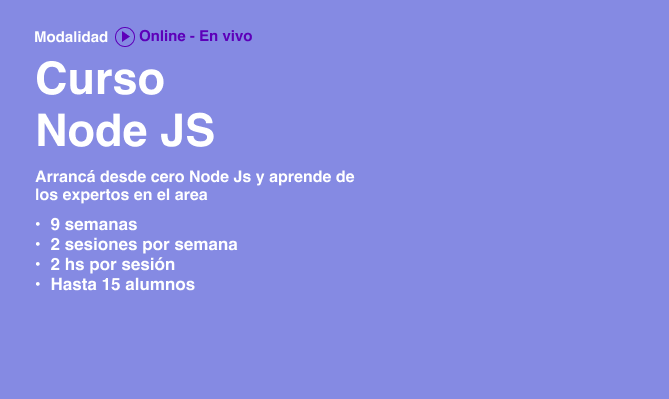 Modalidad Online - En vivo
Curso
Node JS
Arrancá desde cero Node Js y aprende de
los expertos en el area
• 9 semanas
• 2 sesiones por semana
• 2 hs por sesión
• Hasta 15 alumnos